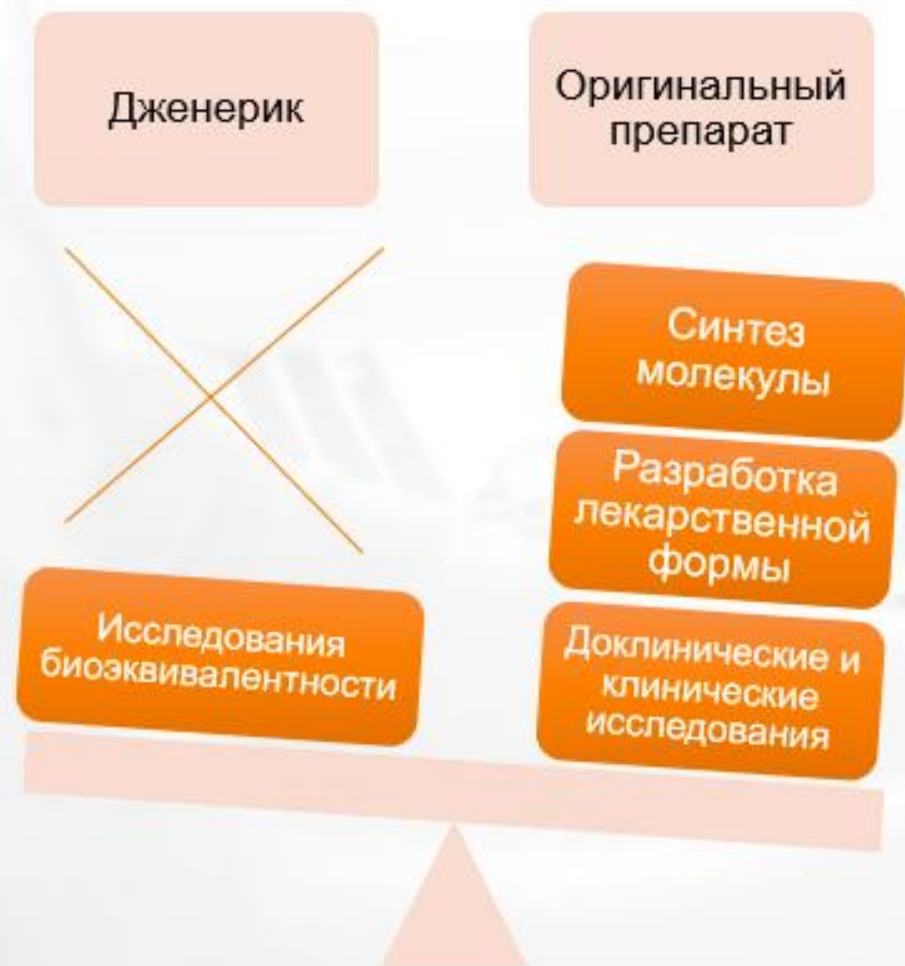 Дженерик
Оригинальный
препарат
Синтез
молекулы
Разработка
лекарственной
формы
Исследования
биоэквивалентности
Доклинические и
клинические
исследования